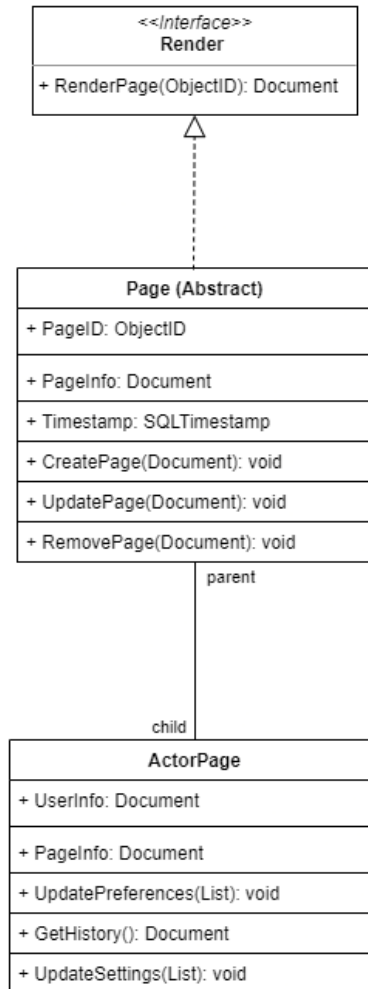 <<Interface>>
Render
+ RenderPage(ObjectID): Document
Page (Abstract)
+ PageID: ObjectID
+ PageInfo: Document
+ Timestamp: SQLTimestamp
+ CreatePage(Document): void
+ UpdatePage(Document): void
+ RemovePage(Document): void
parent
child
ActorPage
+ UserInfo: Document
+ PageInfo: Document
+ UpdatePreferences(List): void
+ GetHistory(): Document
+ UpdateSettings(List): void